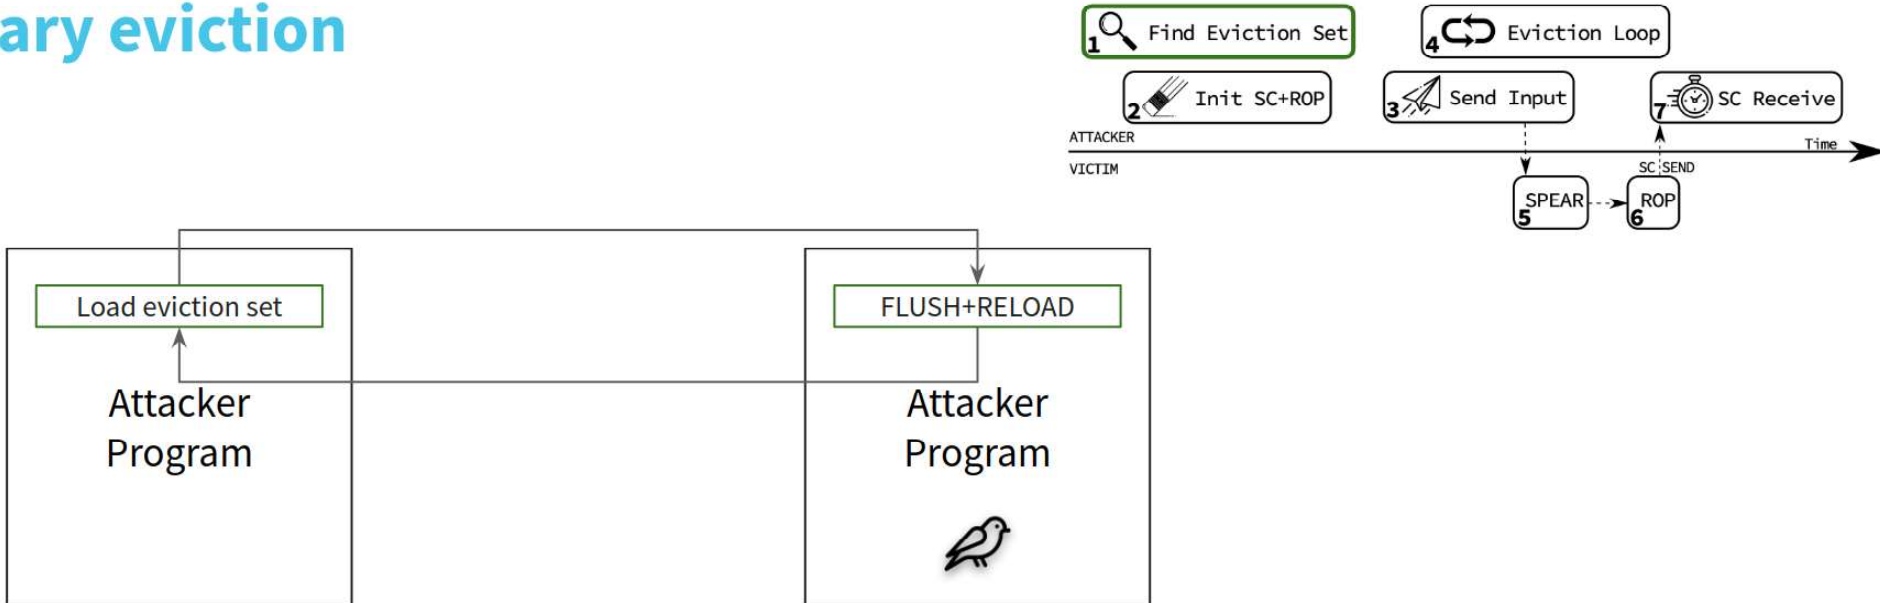 ary eviction
1 Find Eviction Set
4 Eviction Loop
2 Init SC+ROP
3 Send Input
7 SC Receive
ATTACKER
Time
VICTIM
SC SEND
SPEAR
5
ROP
6
Load eviction set
FLUSH+RELOAD
Attacker
Program
Attacker
Program